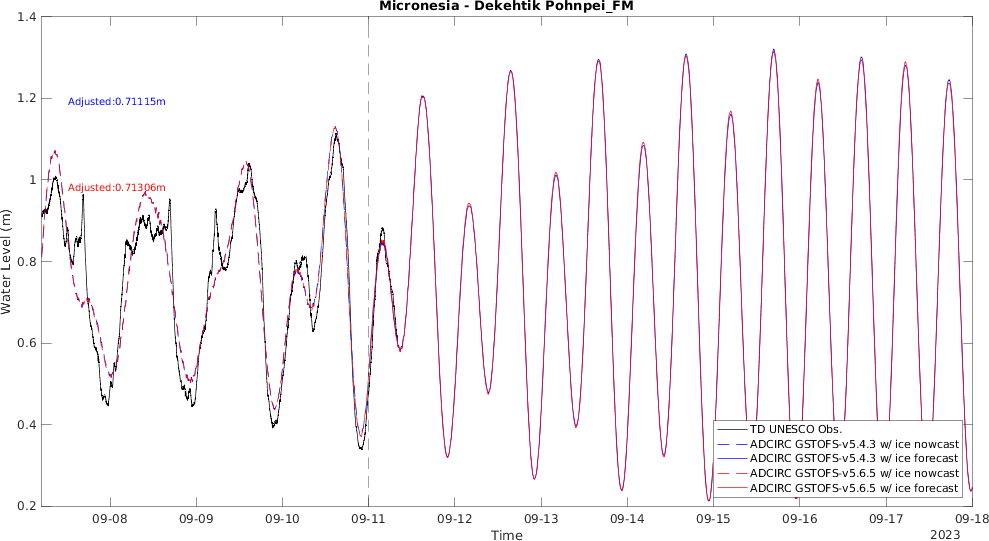 Micronesia - Dekehtik Pohnpei_FM
1.4
1.2
1
0.8
0.6
0.4
0.2
Water Level (m)
Adjusted:0.71115m
Adjusted:0.71306m
TD UNESCO Obs.
ADCIRC GSTOFS-v5.4.3 w/ ice nowcast
ADCIRC GSTOFS-v5.4.3 w/ ice forecast
ADCIRC GSTOFS-v5.6.5 w/ ice nowcast
ADCIRC GSTOFS-v5.6.5 w/ ice forecast
09-08 09-09 09-10 09-11 09-12 09-13 09-14 09-15 09-16 09-17 09-18
Time
2023